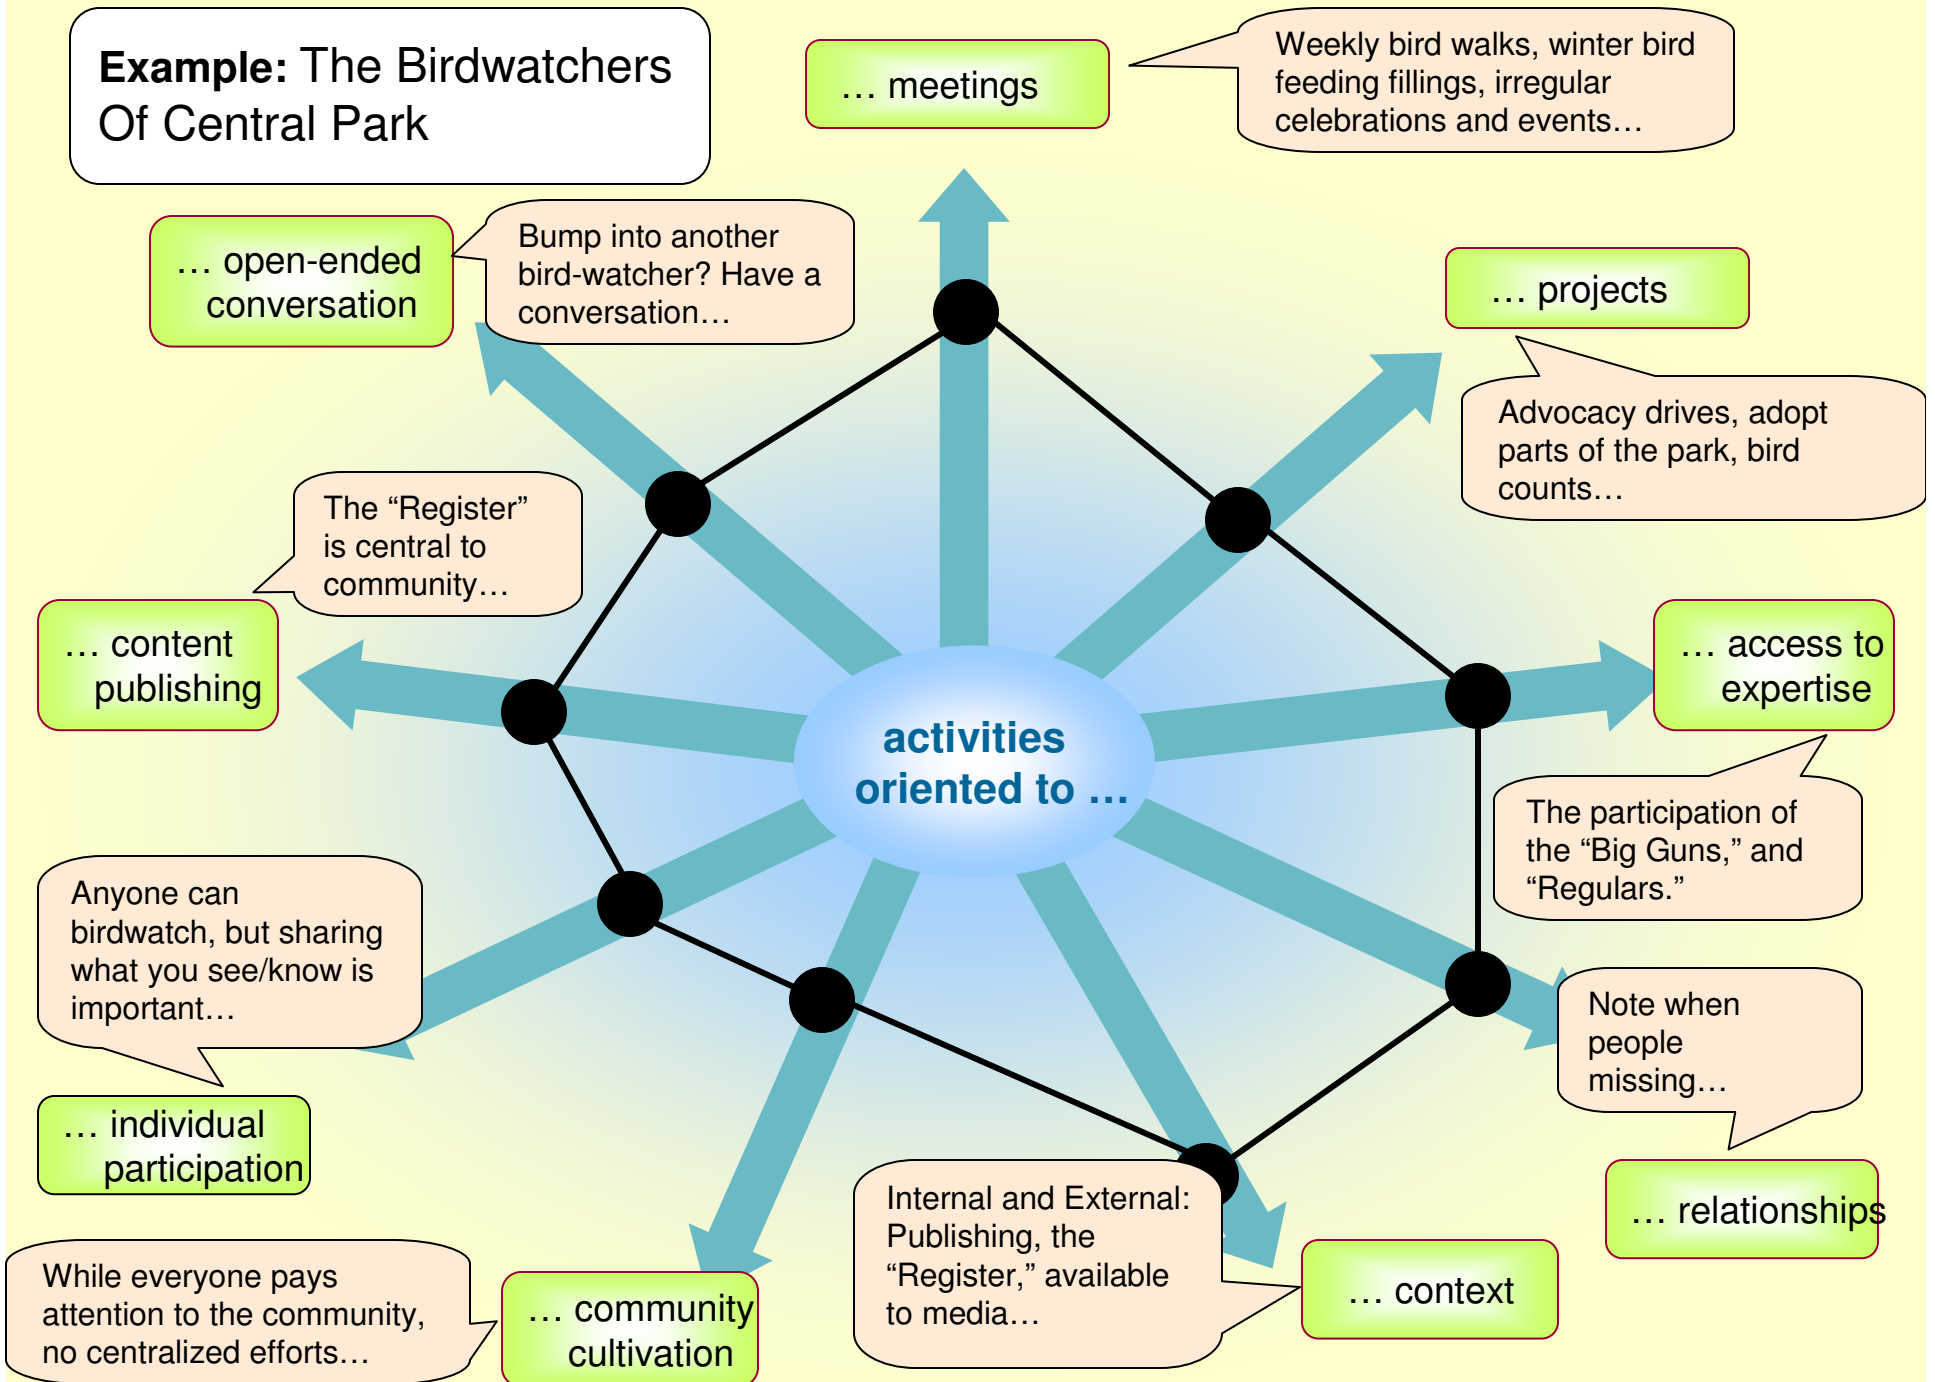 Example: The Birdwatchers
Of Central Park
… meetings
Weekly bird walks, winter bird
feeding fillings, irregular
celebrations and events…
… open-ended
conversation
Bump into another
bird-watcher? Have a
conversation…
… projects
Advocacy drives, adopt
parts of the park, bird
counts…
The “Register”
is central to
community…
… content
publishing
… access to
expertise
activities
oriented to …
The participation of
the “Big Guns,” and
“Regulars.”
Anyone can
birdwatch, but sharing
what you see/know is
important…
… individual
participation
Note when
people
missing…
… relationships
Internal and External:
Publishing, the
“Register,” available
to media…
… context
While everyone pays
attention to the community,
no centralized efforts…
… community
cultivation